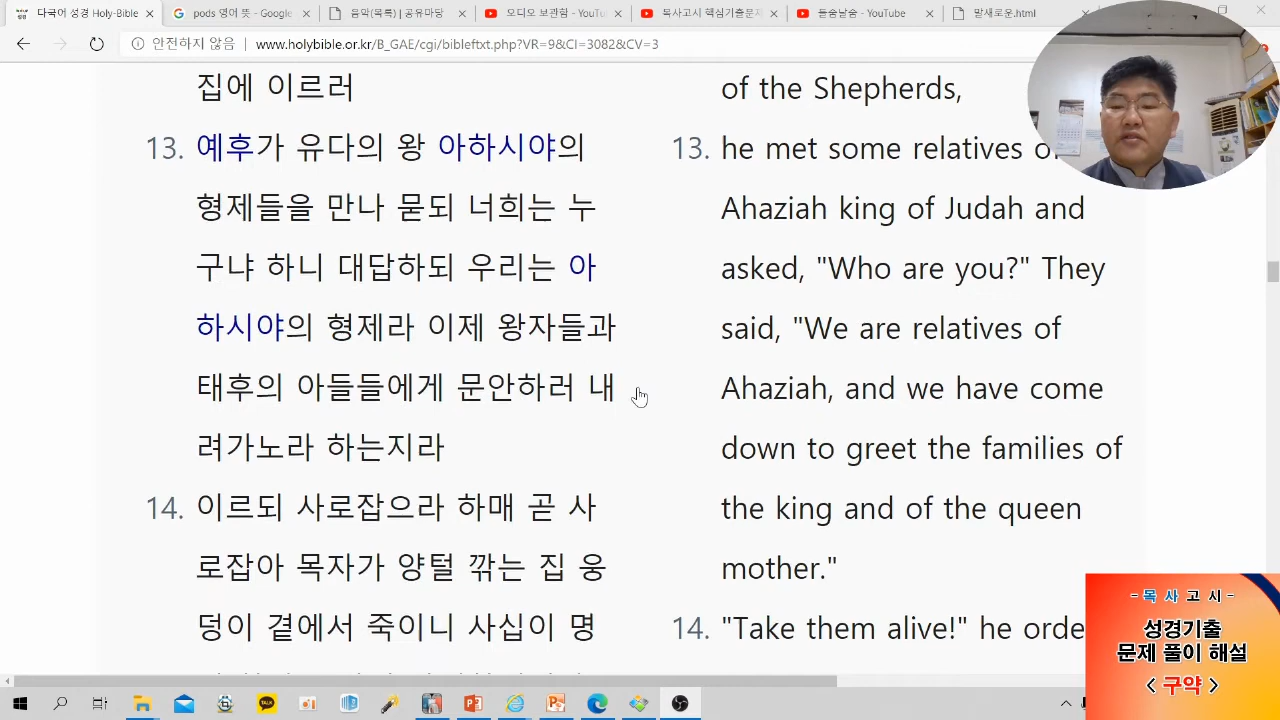 다국어 성경 Holy-Bible
pods 영어 뜻 - Google
음악(목록) | 공유마당
오디오 보관함 - YouTu
목사고시 핵심기출문제
들숨날숨 - YouTube
말새로운.html
안전하지 않음 | www.holybible.or.kr/B_GAE/cgi/bibleftxt.php?VR=9&CI=3082&CV=3
집에 이르러
13. 예후가 유다의 왕 아하시야의
형제들을 만나 묻되 너희는 누
구냐 하니 대답하되 우리는 아
하시야의 형제라 이제 왕자들과
태후의 아들들에게 문안하러 내
려가노라 하는지라
14. 이르되 사로잡으라 하매 곧 사
로잡아 목자가 양털 깎는 집 웅
덩이 곁에서 죽이니 사십이 명
of the Shepherds,
13. he met some relatives o
Ahaziah king of Judah and
asked, "Who are you?" They
said, "We are relatives of
Ahaziah, and we have come
down to greet the families of
the king and of the queen
mother."
14. "Take them alive!" he orde
- 목사고시 -
성경기출
문제 풀이 해설
< 구약 >
TALK